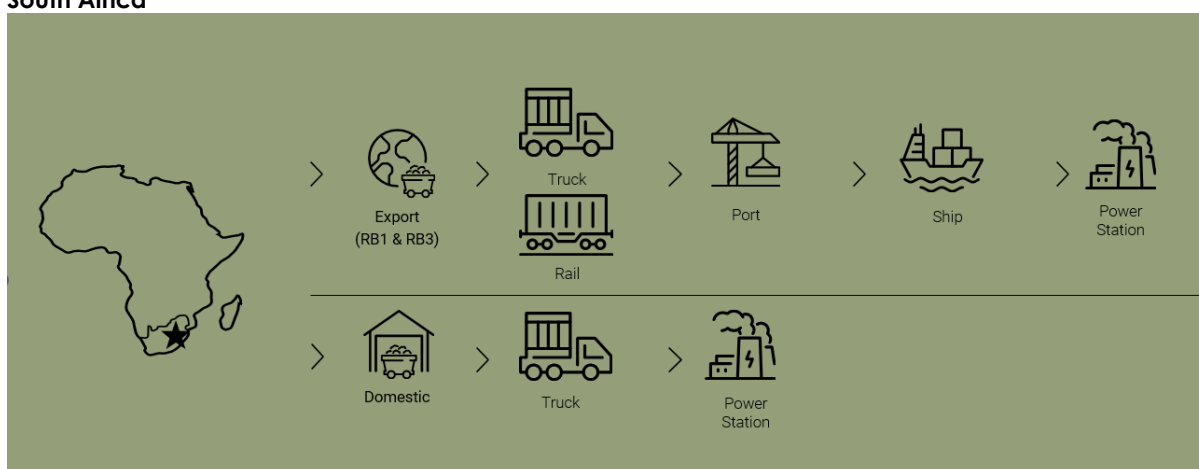 South Africa
Export
(RB1 & RB3)
Truck
Rail
Port
Ship
Power
Station
Domestic
Truck
Power
Station